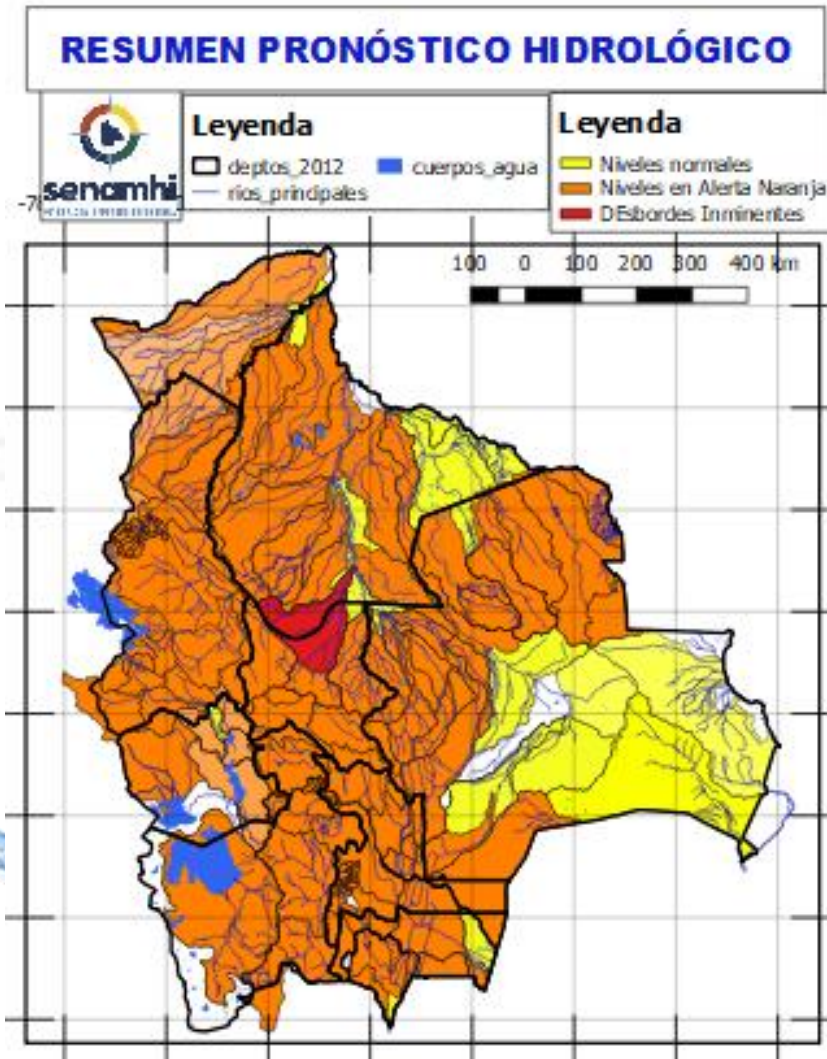 RESUMEN PRONÓSTICO HIDROLÓGICO
senamhi
Leyenda
deptos_2012
cuerpos_agua
rios_principales
Leyenda
Niveles normales
Niveles en Alerta Naranja
DEsbordes Inminentes
100 0 100 200 300 400 km